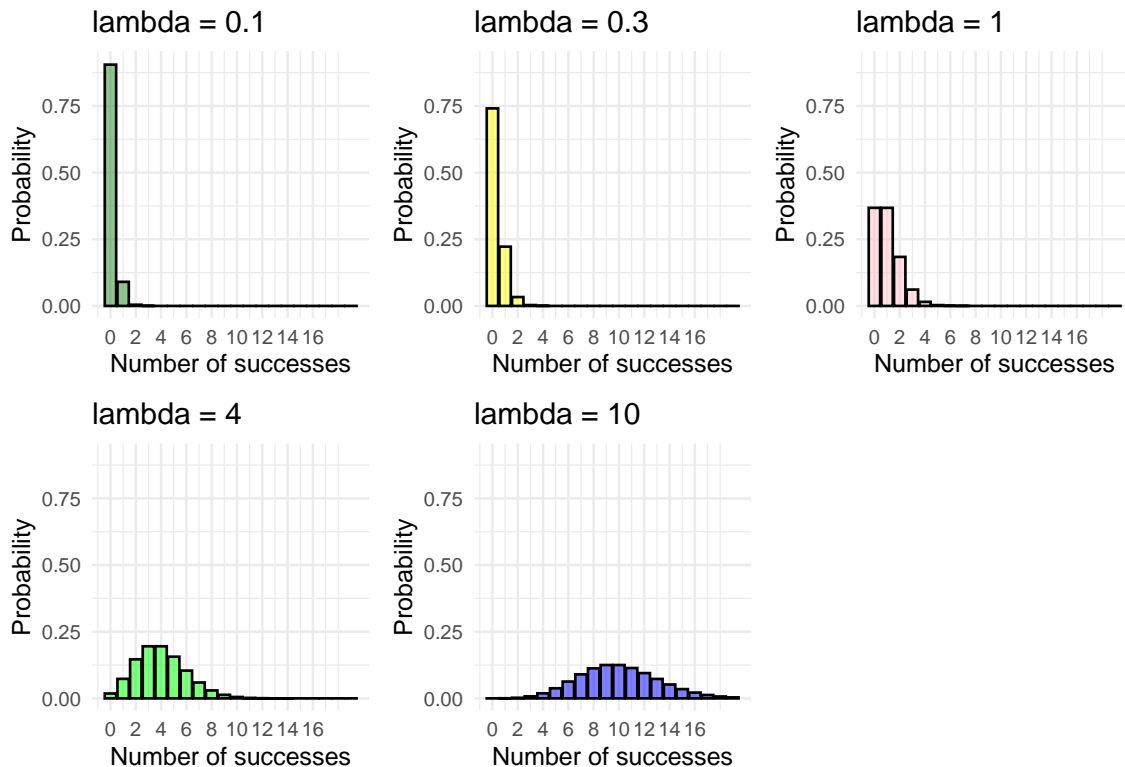 lambda = 0.1
Probability
0.75
0.50
0.25
0.00
0 2 4 6 8 10 12 14 16
Number of successes
lambda = 0.3
Probability
0.75
0.50
0.25
0.00
0 2 4 6 8 10 12 14 16
Number of successes
lambda = 1
Probability
0.75
0.50
0.25
0.00
0 2 4 6 8 10 12 14 16
Number of successes
lambda = 4
Probability
0.75
0.50
0.25
0.00
0 2 4 6 8 10 12 14 16
Number of successes
lambda = 10
Probability
0.75
0.50
0.25
0.00
0 2 4 6 8 10 12 14 16
Number of successes